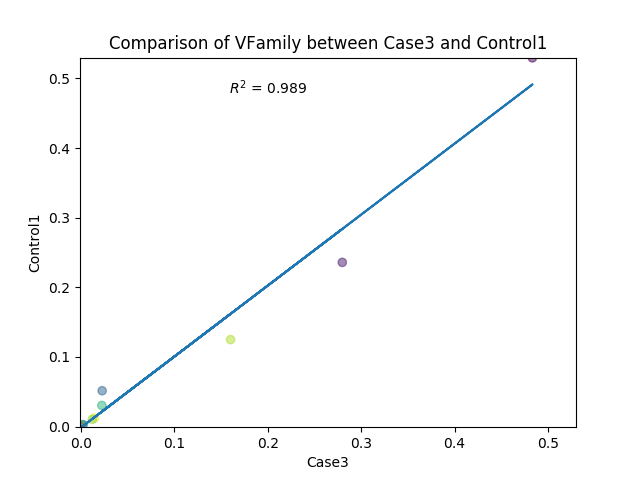 Comparison of VFamily between Case3 and Control1
R² = 0.989
0.5
0.4
0.3
0.2
0.1
0.0
Control1
0.0 0.1 0.2 0.3 0.4 0.5
Case3